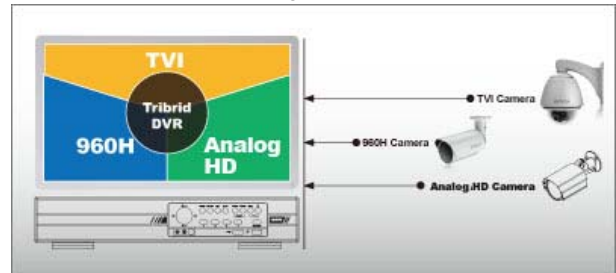 TVI
Tribrid
DVR
960H
Analog
HD
TVI Camera
960H Camera
Analog HD Camera